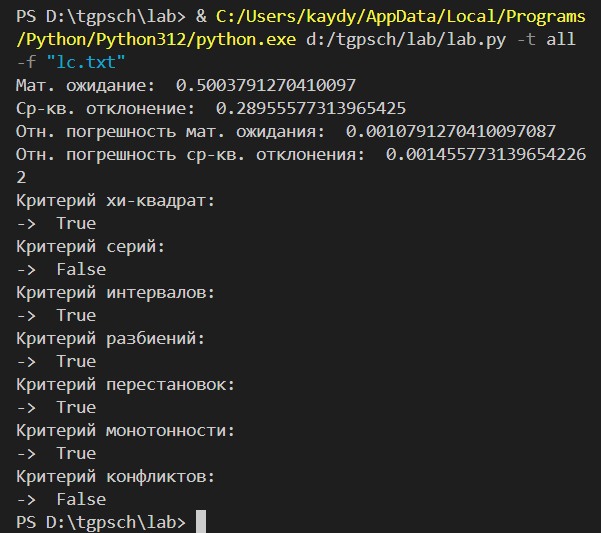 PS D:\tgpsch\lab> & C:/Users/kaydy/AppData/Local/Programs
/Python/Python312/python.exe d:/tgpsch/lab/lab.py -t all
-f "lc.txt"
Мат. ожидание:  0.5003791270410097
Ср-кв. отклонение:  0.28955577313965425
Отн. погрешность мат. ожидания:  0.0010791270410097087
Отн. погрешность ср-кв. отклонения:  0.001455773139654226
2
Критерий хи-квадрат:
->  True
Критерий серий:
->  False
Критерий интервалов:
->  True
Критерий разбиений:
->  True
Критерий перестановок:
->  True
Критерий монотонности:
->  True
Критерий конфликтов:
->  False
PS D:\tgpsch\lab>